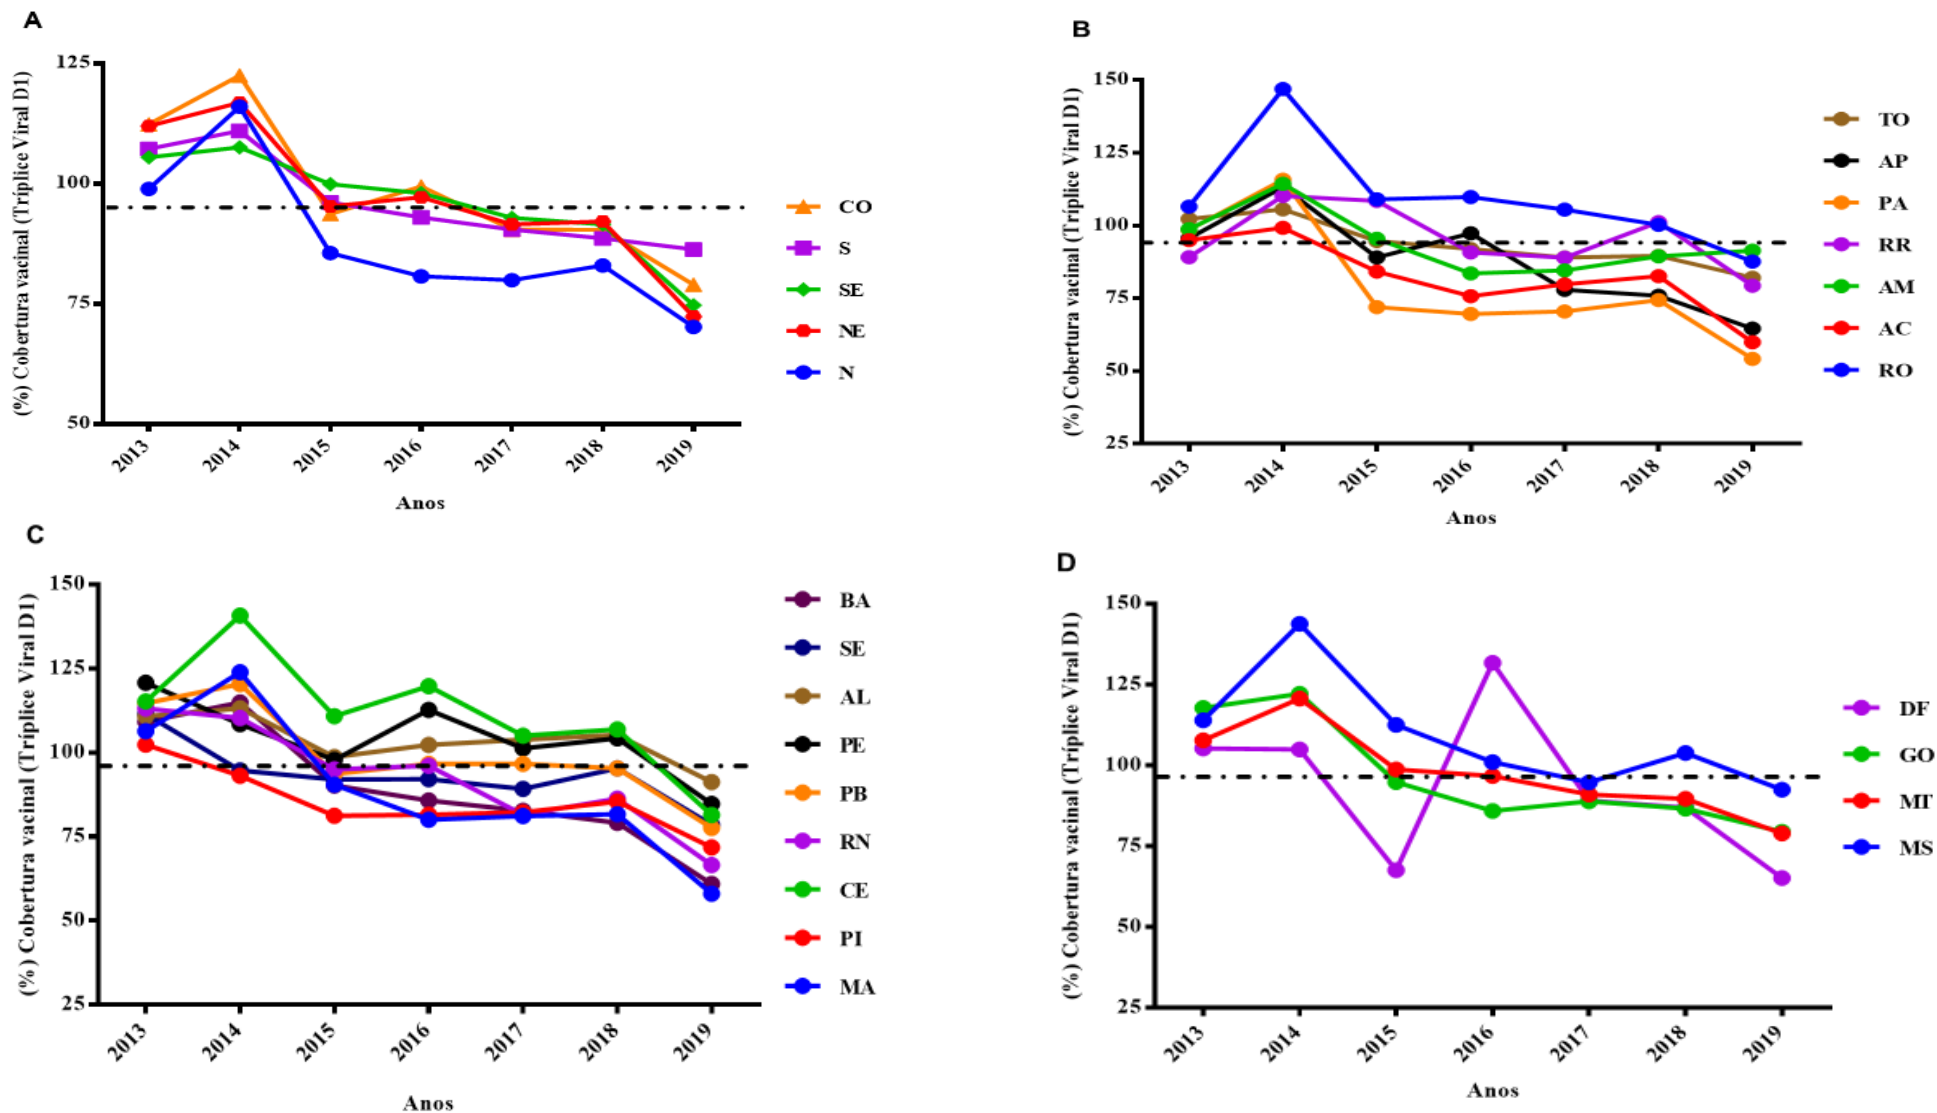 A
(%) Cobertura vacinal (Tríplice Viral D1)
125
100
75
50
2013
2014
2015
2016
2017
2018
2019
Anos
CO
S
SE
NE
N
B
(%) Cobertura vacinal (Tríplice Viral D1)
150
125
100
75
50
25
2013
2014
2015
2016
2017
2018
2019
Anos
TO
AP
PA
RR
AM
AC
RO
C
(%) Cobertura vacinal (Tríplice Viral D1)
150
125
100
75
50
25
2013
2014
2015
2016
2017
2018
2019
Anos
BA
SE
AL
PE
PB
RN
CE
PI
MA
D
(%) Cobertura vacinal (Tríplice Viral D1)
150
125
100
75
50
25
2013
2014
2015
2016
2017
2018
2019
Anos
DF
GO
MT
MS